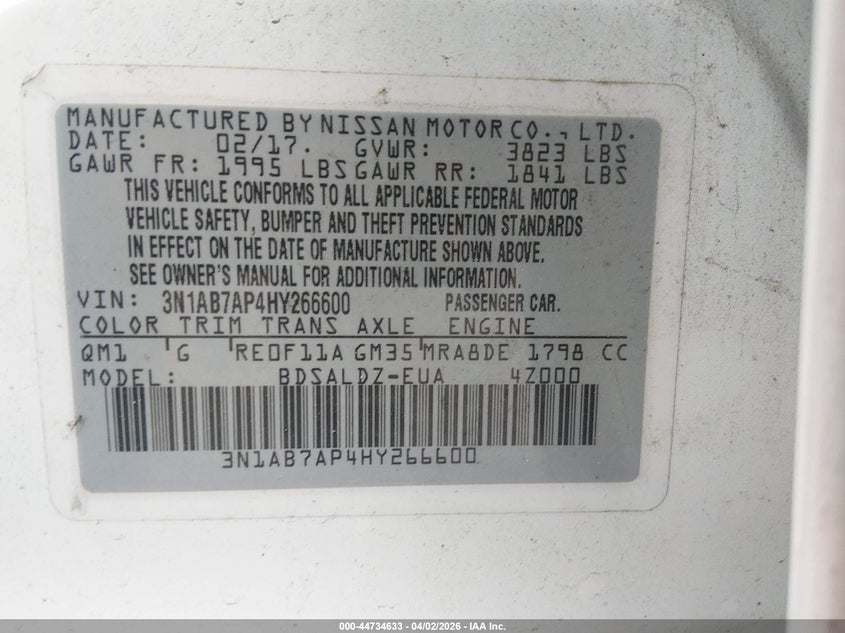 MANUFACTURED BY NISSAN MOTOR CO., LTD.
DATE: 02/17. GVWR: 3823 LBS
GAWR FR: 1995 LBS GAWR RR: 1841 LBS
THIS VEHICLE CONFORMS TO ALL APPLICABLE FEDERAL MOTOR
VEHICLE SAFETY, BUMPER AND THEFT PREVENTION STANDARDS
IN EFFECT ON THE DATE OF MANUFACTURE SHOWN ABOVE.
SEE OWNER'S MANUAL FOR ADDITIONAL INFORMATION.
VIN: 3N1AB7AP4HY266600 PASSENGER CAR.
COLOR TRIM TRANS AXLE ENGINE
QM1 G RE0F11A GM35 MRA8DE 1798 CC
MODEL: BDSALDZ-EUA 4Z000
3N1AB7AP4HY266600
000-44734633 - 04/02/2026 - IAA Inc.